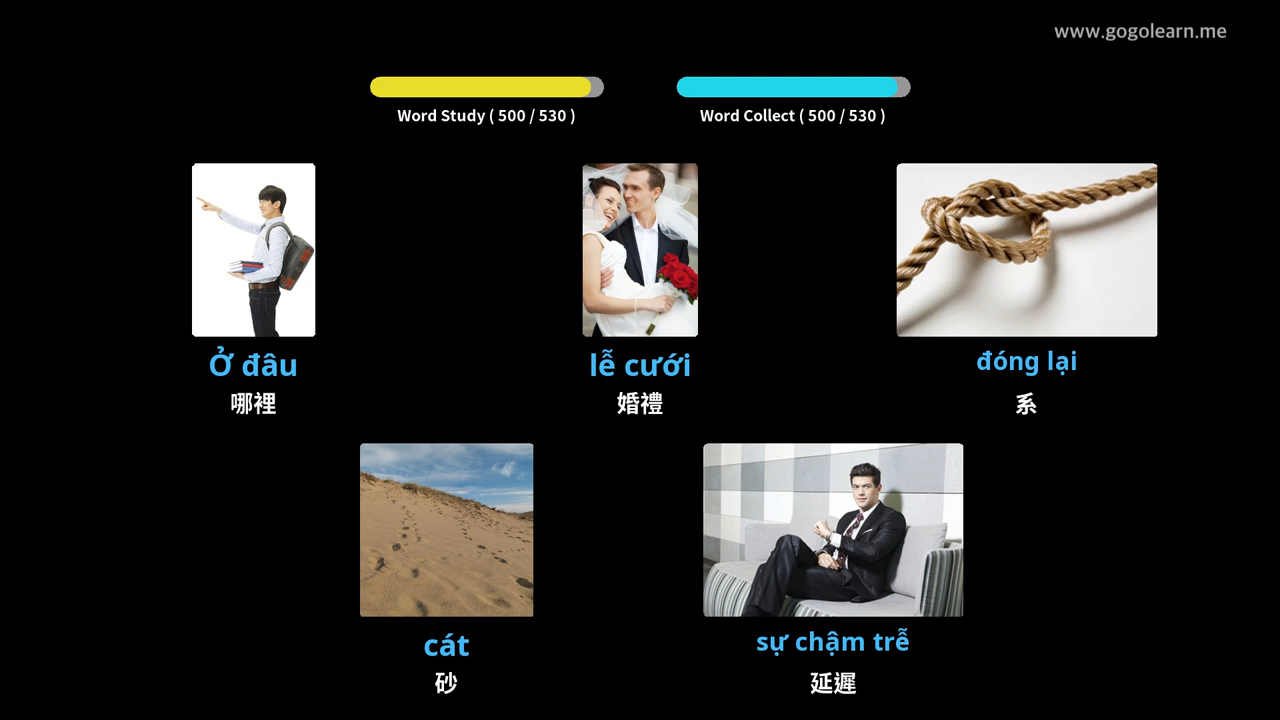 www.gogolearn.me
Word Study ( 500 / 530 )
Word Collect ( 500 / 530 )
Ở đâu
哪裡
lễ cưới
婚禮
đóng lại
系
cát
砂
sự chậm trễ
延遲